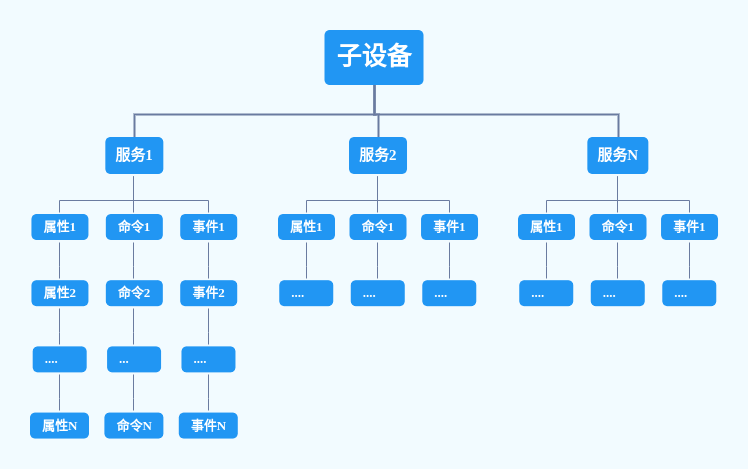 子设备
服务1
服务2
服务N
属性1 命令1 事件1 属性1 命令1 事件1 属性1 命令1 事件1
属性2 命令2 事件2 .... .... .... .... .... ....
.... ... ....
属性N 命令N 事件N